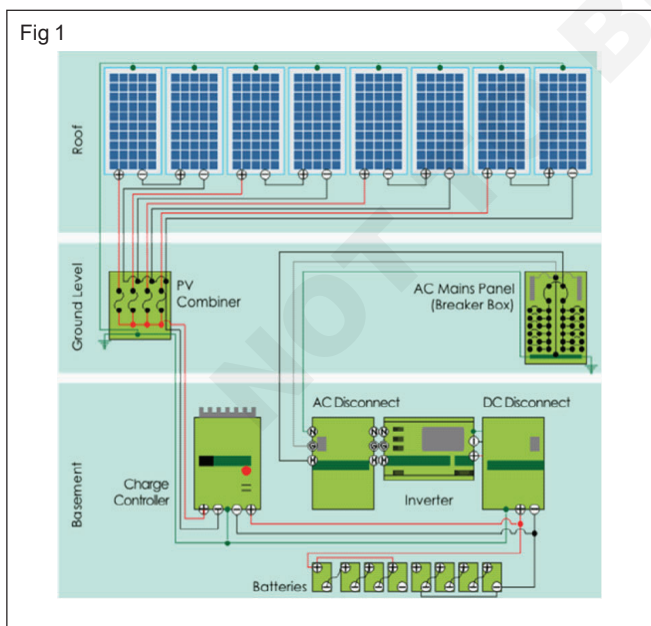 Fig 1
Roof
Ground Level
PV
Combiner
AC Mains Panel
(Breaker Box)
Basement
AC Disconnect
DC Disconnect
Charge
Controller
Inverter
Batteries
NOT